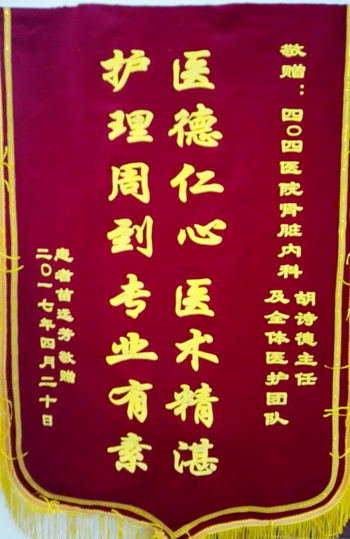 敬赠：四〇四医院肾脏内科
胡诗德主任
及全体医护团队
医德仁心 医术精湛
护理周到 专业有素
患者苗运芳敬赠
二〇一七年四月二十日